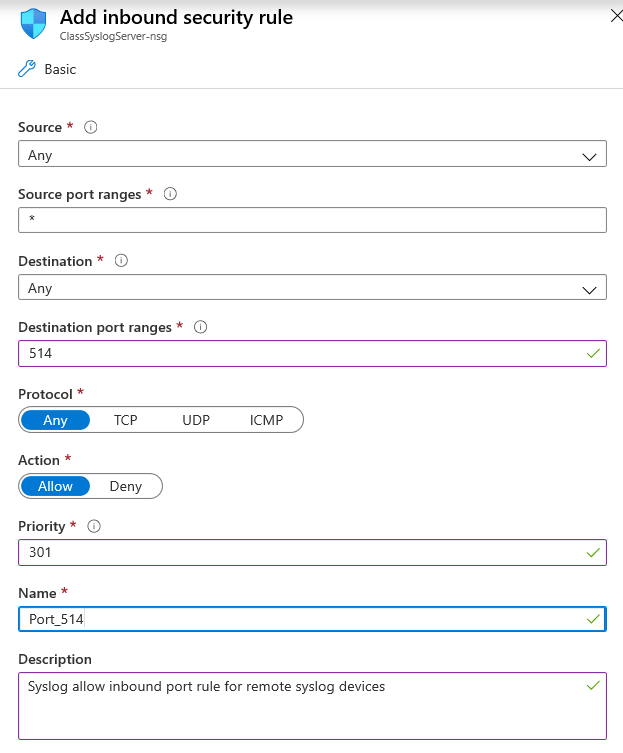 Add inbound security rule
ClassSyslogServer-nsg
Basic
Source *
Any
Source port ranges *
*
Destination *
Any
Destination port ranges *
514
Protocol *
Any TCP UDP ICMP
Action *
Allow Deny
Priority *
301
Name *
Port_514
Description
Syslog allow inbound port rule for remote syslog devices